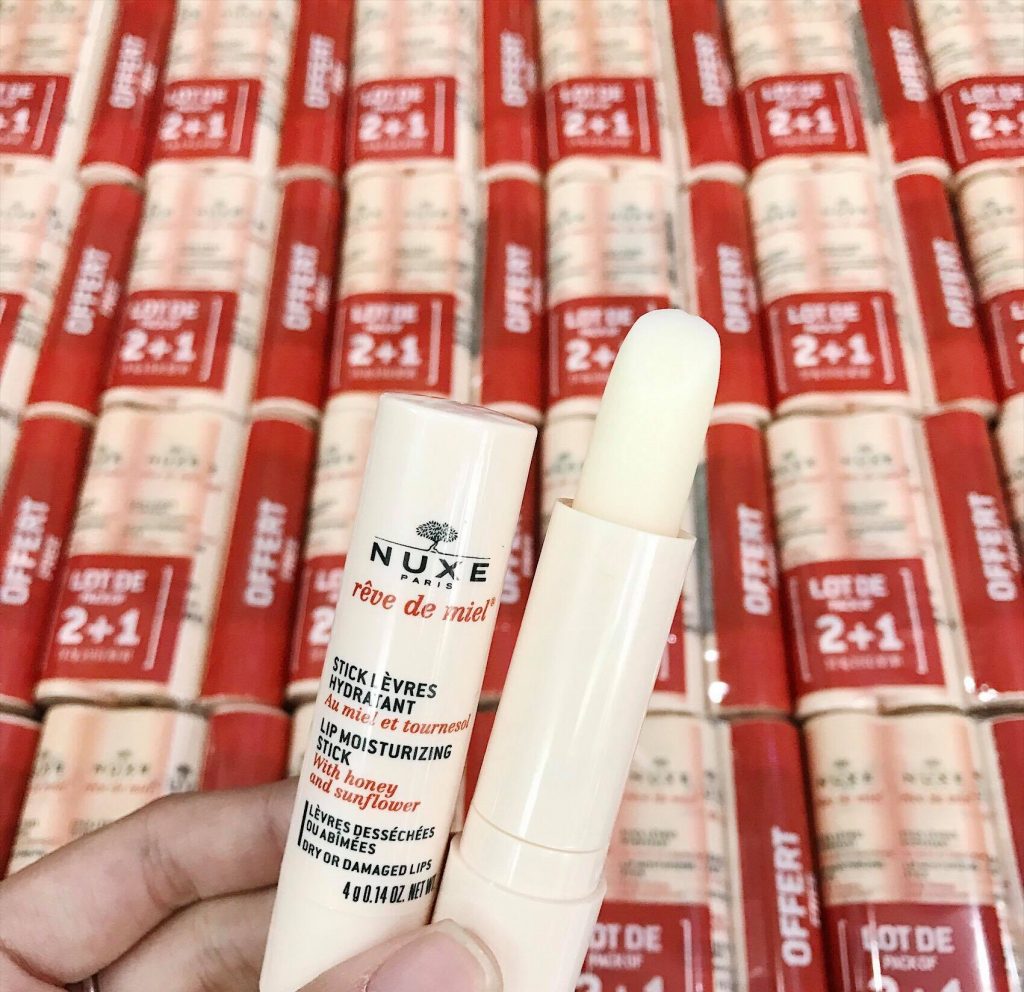 NUXE
PARIS
rêve de miel®
STICK LÈVRES
HYDRATANT
Au miel et tournesol
LIP MOISTURIZING
STICK
With honey
and sunflower
LÈVRES DESSÉCHÉES
OU ABÎMÉES
DRY OR DAMAGED LIPS
4 g 0.14 OZ. NET WT.
OFFERT
LOT DE
PACK OF
2+1